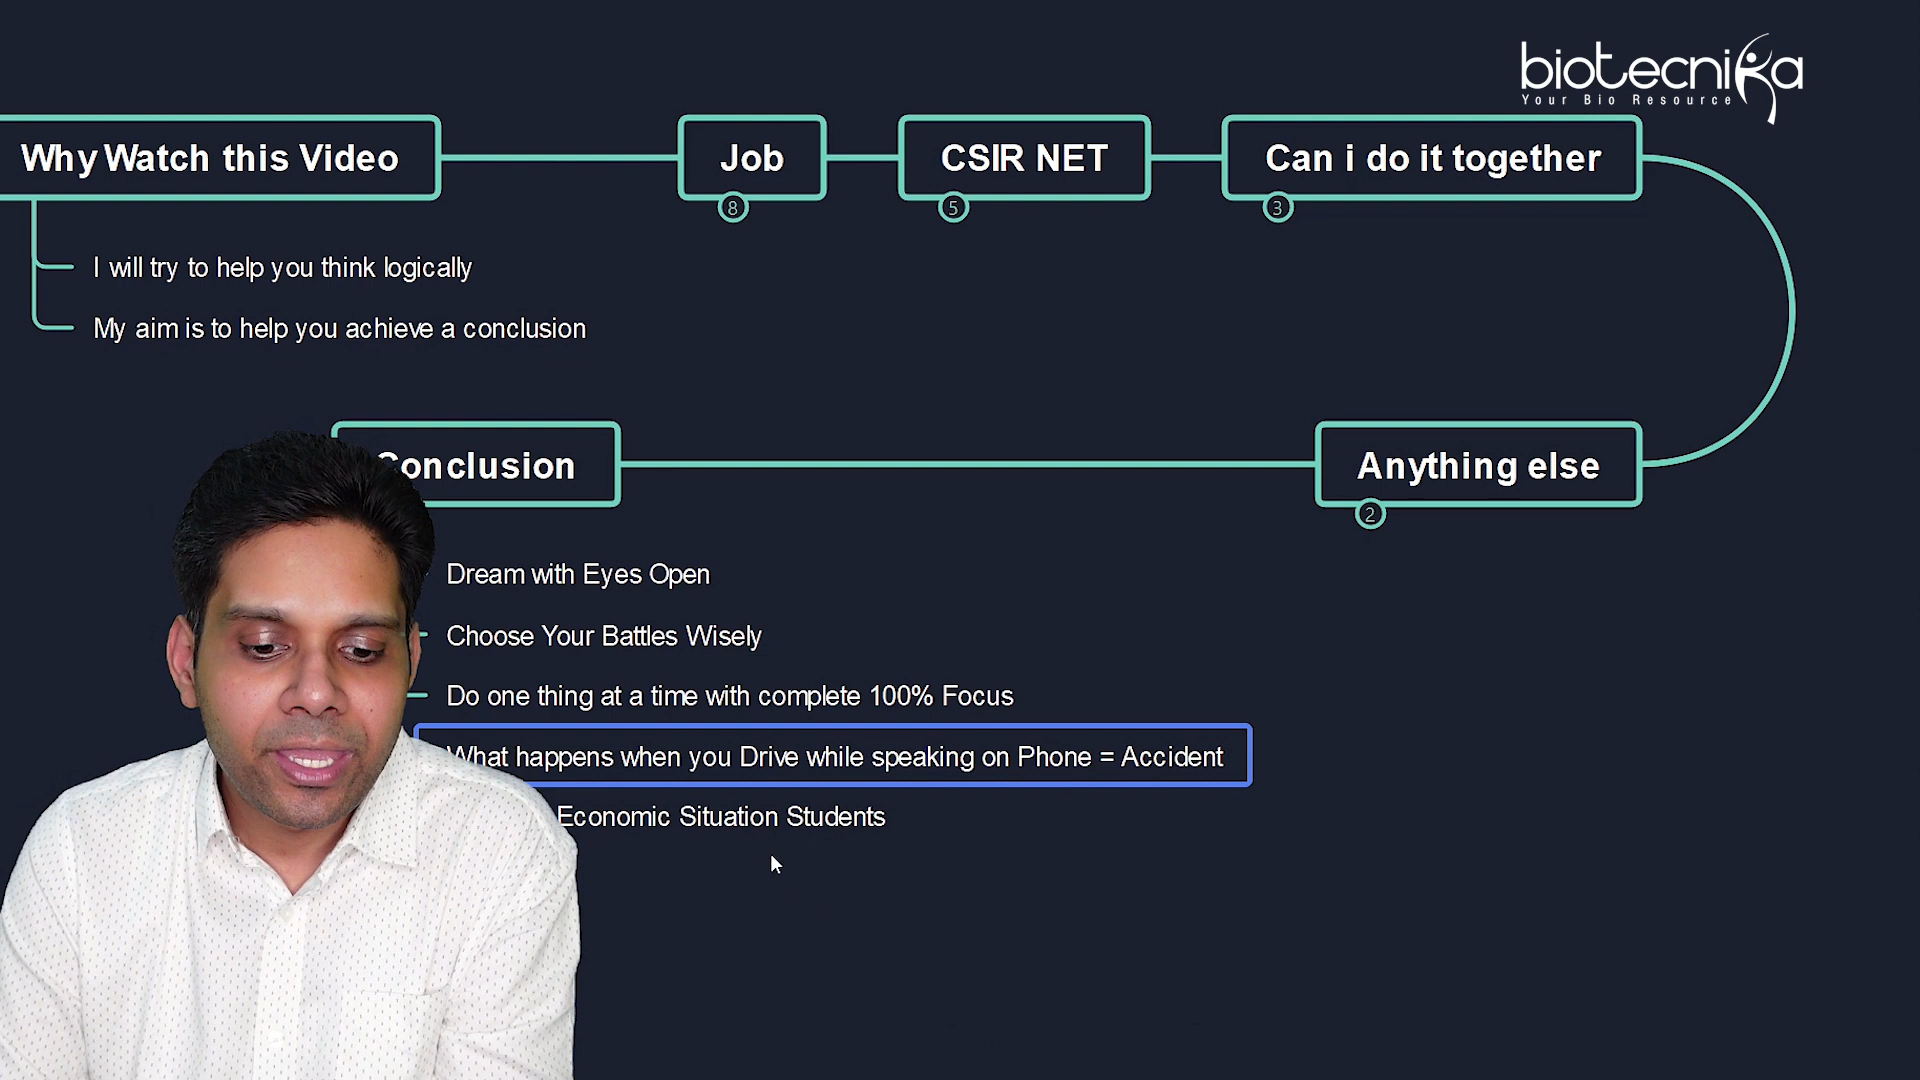 biotecnika
Your Bio Resource
Why Watch this Video
Job
CSIR NET
Can i do it together
8
5
3
I will try to help you think logically
My aim is to help you achieve a conclusion
Conclusion
Anything else
2
Dream with Eyes Open
Choose Your Battles Wisely
Do one thing at a time with complete 100% Focus
What happens when you Drive while speaking on Phone = Accident
Economic Situation Students